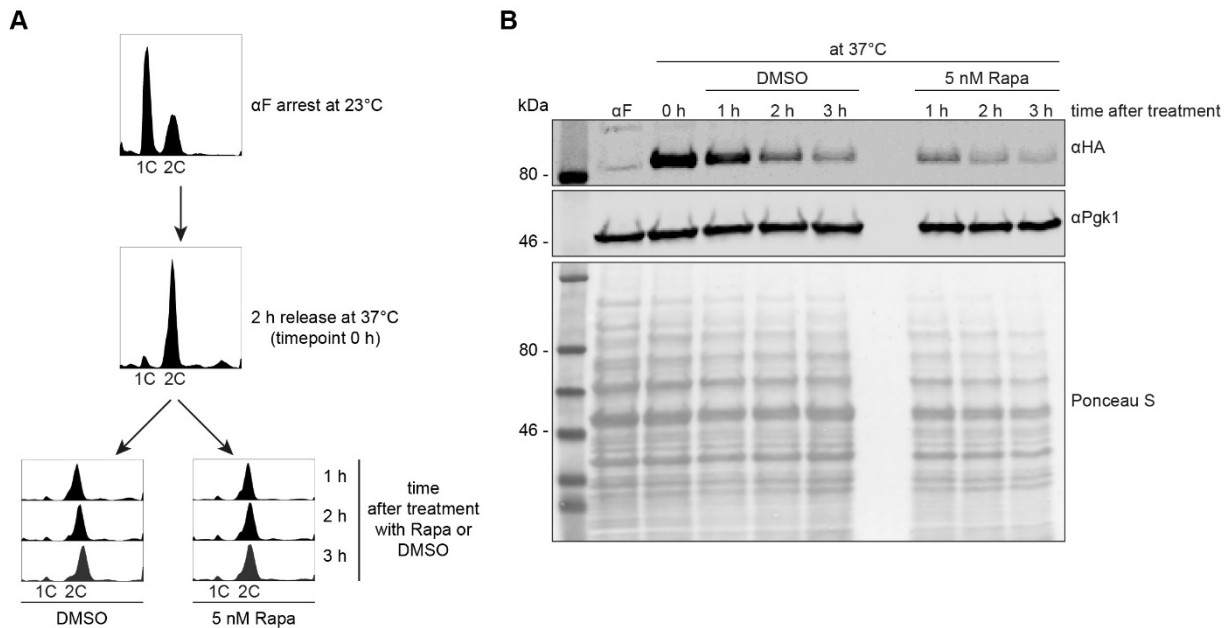 A
αF arrest at 23°C
1C 2C
2 h release at 37°C
(timepoint 0 h)
1C 2C
1 h
2 h
3 h
time
after treatment
with Rapa or
DMSO
1C 2C
1C 2C
DMSO
5 nM Rapa
B
at 37°C
DMSO
5 nM Rapa
kDa
αF 0 h 1 h 2 h 3 h 1 h 2 h 3 h time after treatment
αHA
80 -
αPgk1
46 -
80 -
Ponceau S
46 -